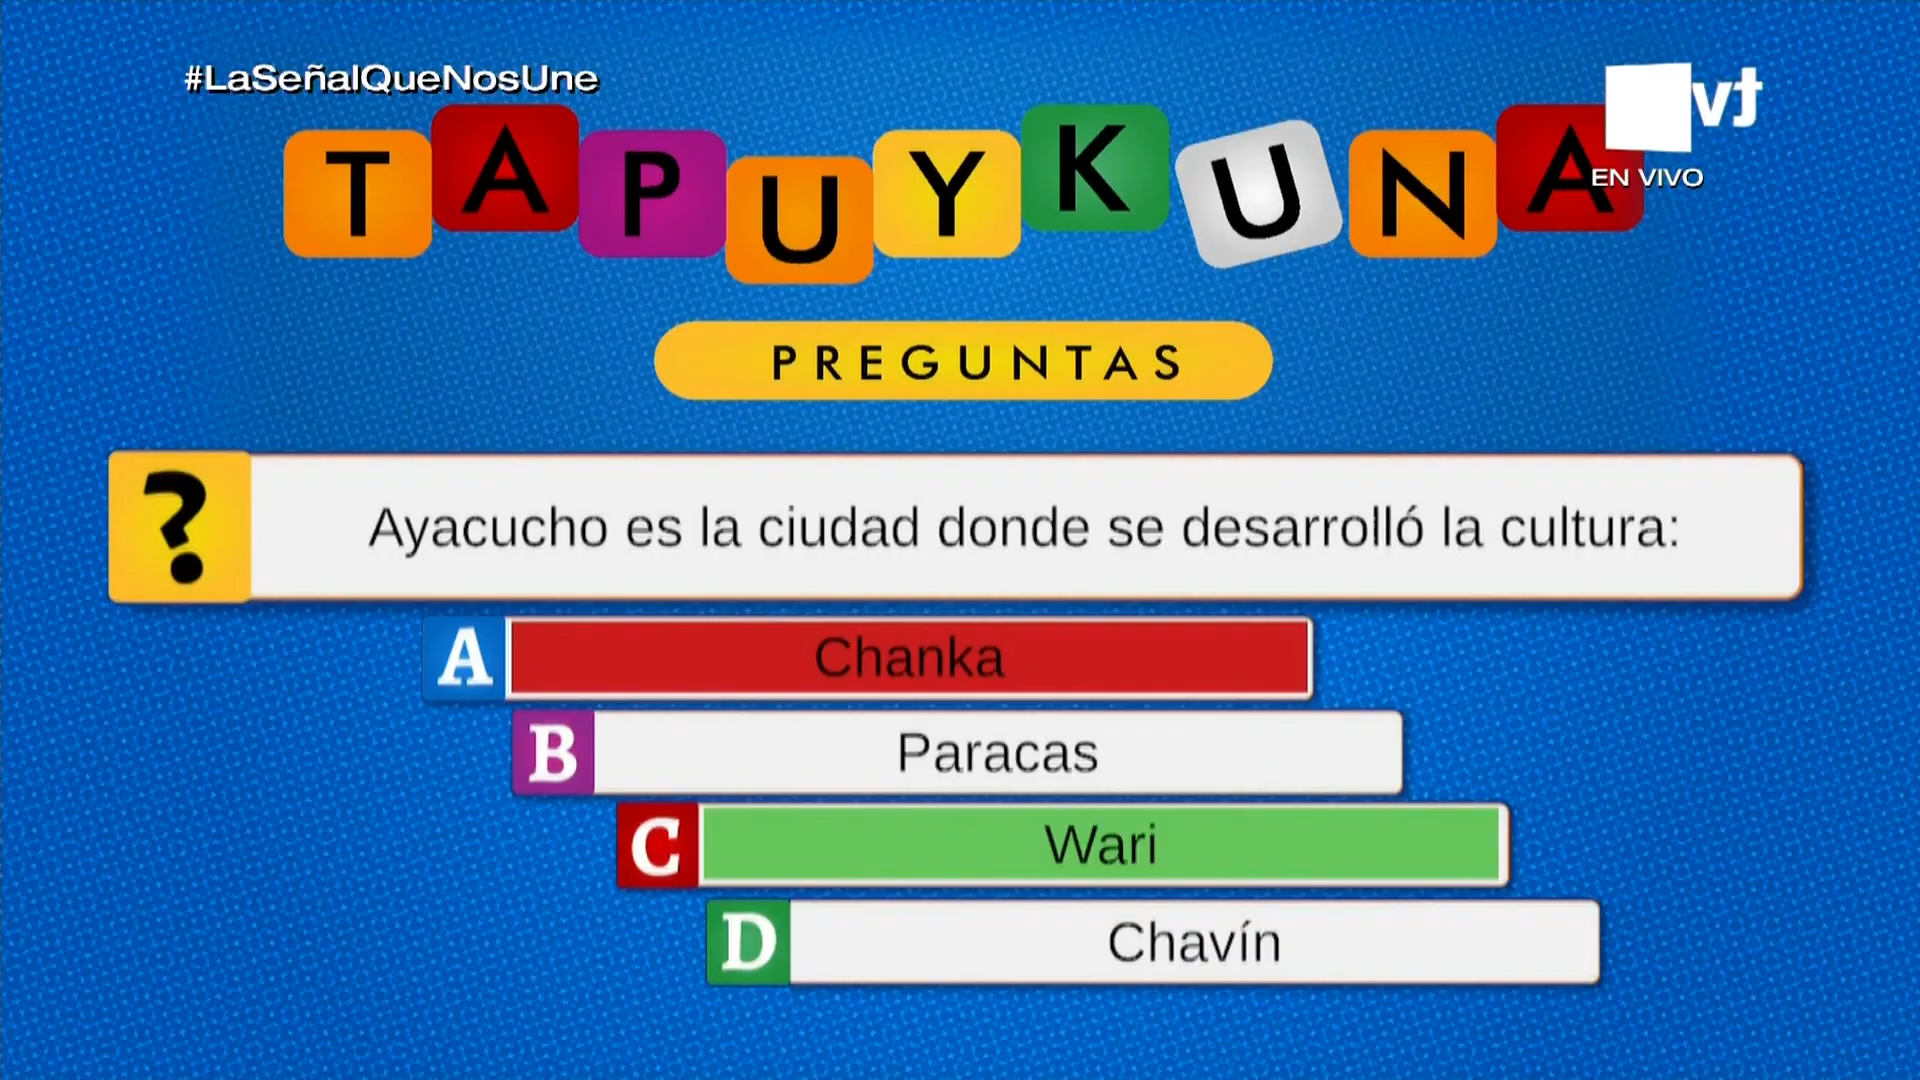 #LaSeñalQueNosUne
TAPUYKUNA
EN VIVO
PREGUNTAS
? Ayacucho es la ciudad donde se desarrolló la cultura:
A Chanka
B Paracas
C Wari
D Chavín